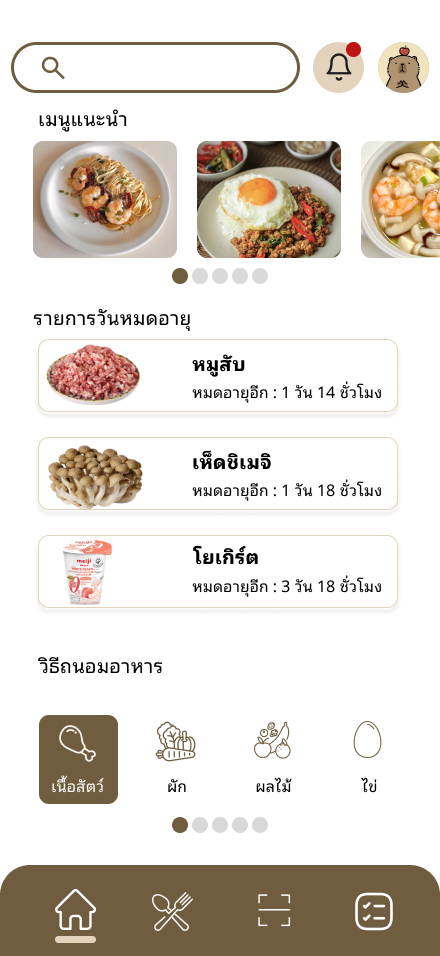 เมนูแนะนำ
รายการวันหมดอายุ
หมูสับ
หมดอายุอีก : 1 วัน 14 ชั่วโมง
เห็ดชิเมจิ
หมดอายุอีก : 1 วัน 18 ชั่วโมง
meiji
โยเกิร์ต
หมดอายุอีก : 3 วัน 18 ชั่วโมง
วิธีถนอมอาหาร
เนื้อสัตว์
ผัก
ผลไม้
ไข่